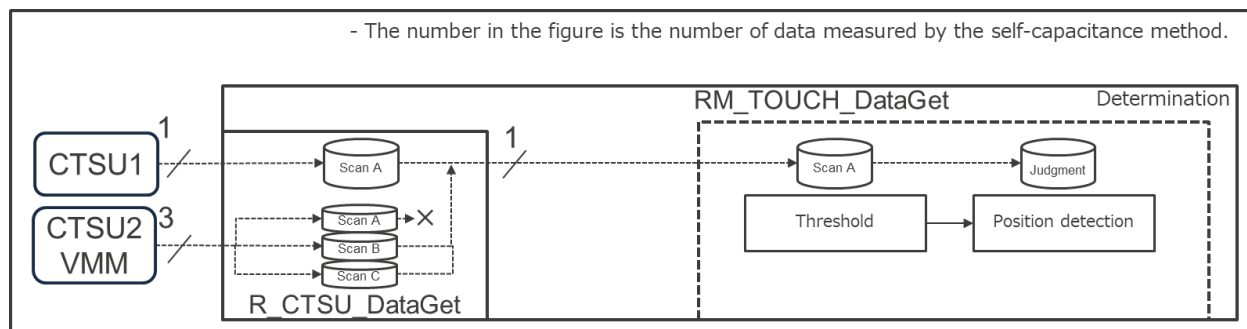 - The number in the figure is the number of data measured by the self-capacitance method.
RM_TOUCH_DataGet
Determination
1
1
CTSU1
Scan A
Scan A
Judgment
3
CTSU2
VMM
Scan A
×
Scan B
Scan C
Threshold
Position detection
R_CTSU_DataGet